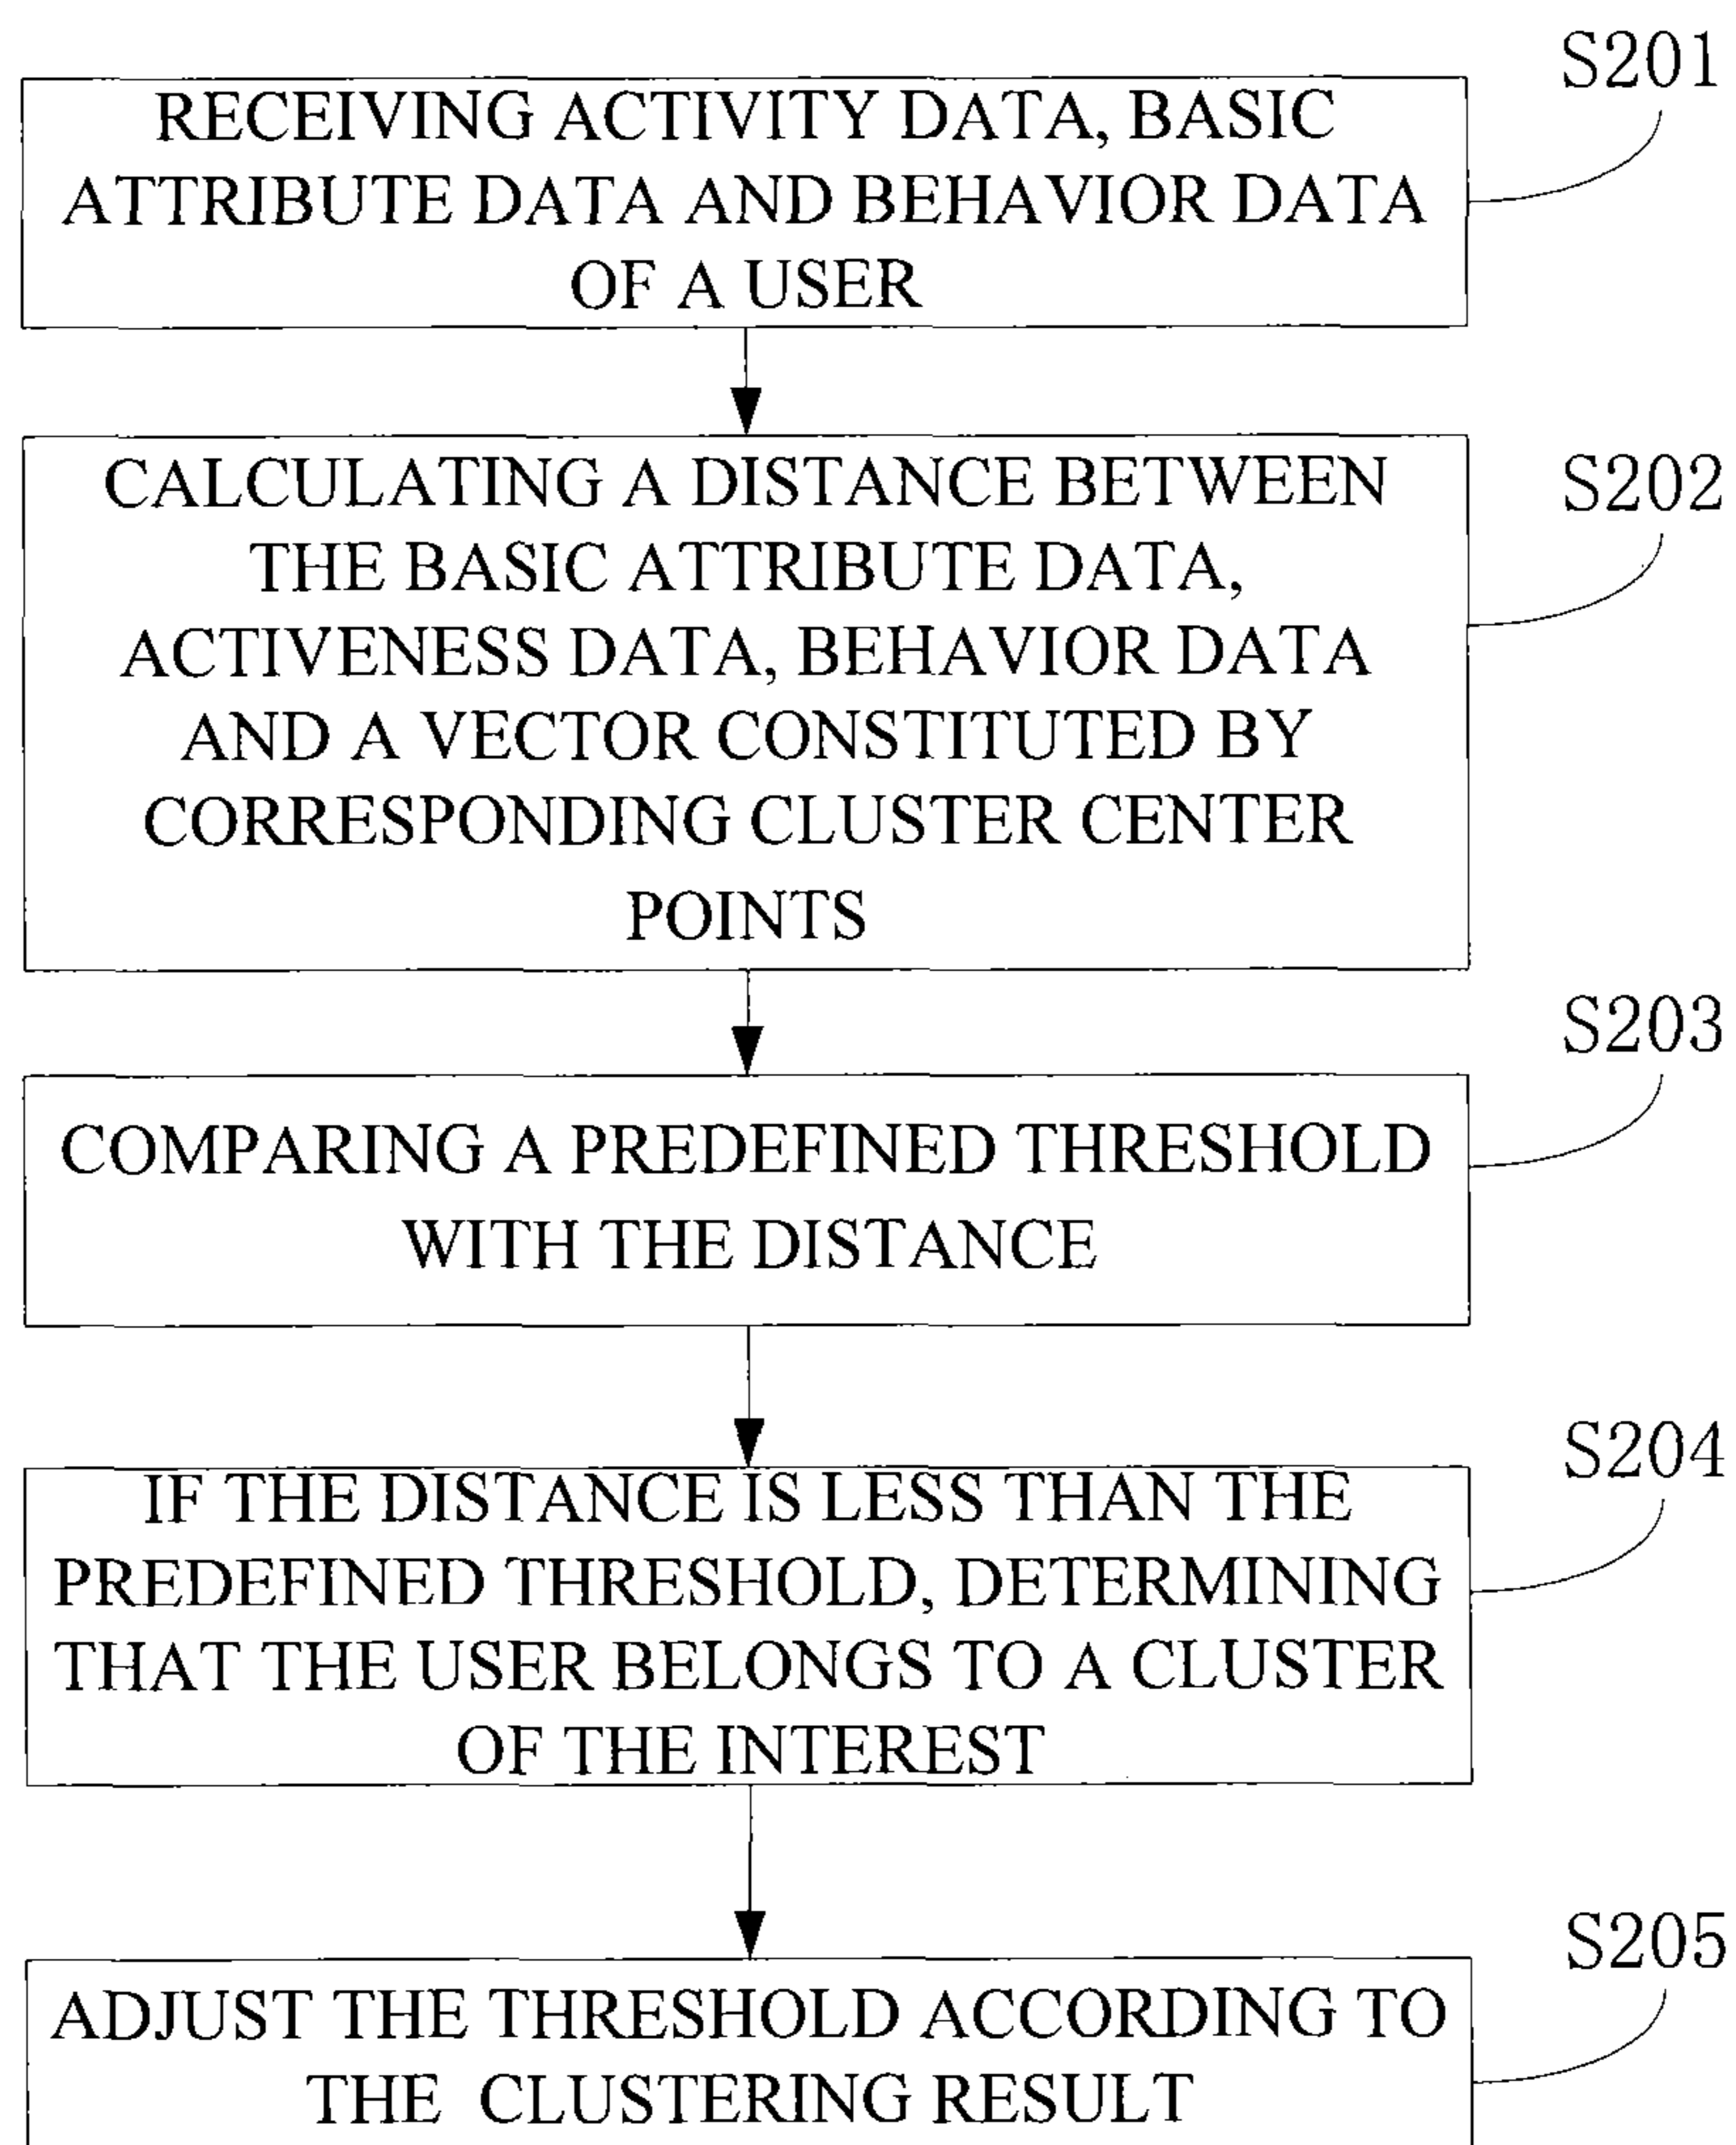 S201
RECEIVING ACTIVITY DATA, BASIC
ATTRIBUTE DATA AND BEHAVIOR DATA
OF A USER
S202
CALCULATING A DISTANCE BETWEEN
THE BASIC ATTRIBUTE DATA,
ACTIVENESS DATA, BEHAVIOR DATA
AND A VECTOR CONSTITUTED BY
CORRESPONDING CLUSTER CENTER
POINTS
S203
COMPARING A PREDEFINED THRESHOLD
WITH THE DISTANCE
S204
IF THE DISTANCE IS LESS THAN THE
PREDEFINED THRESHOLD, DETERMINING
THAT THE USER BELONGS TO A CLUSTER
OF THE INTEREST
S205
ADJUST THE THRESHOLD ACCORDING TO
THE CLUSTERING RESULT